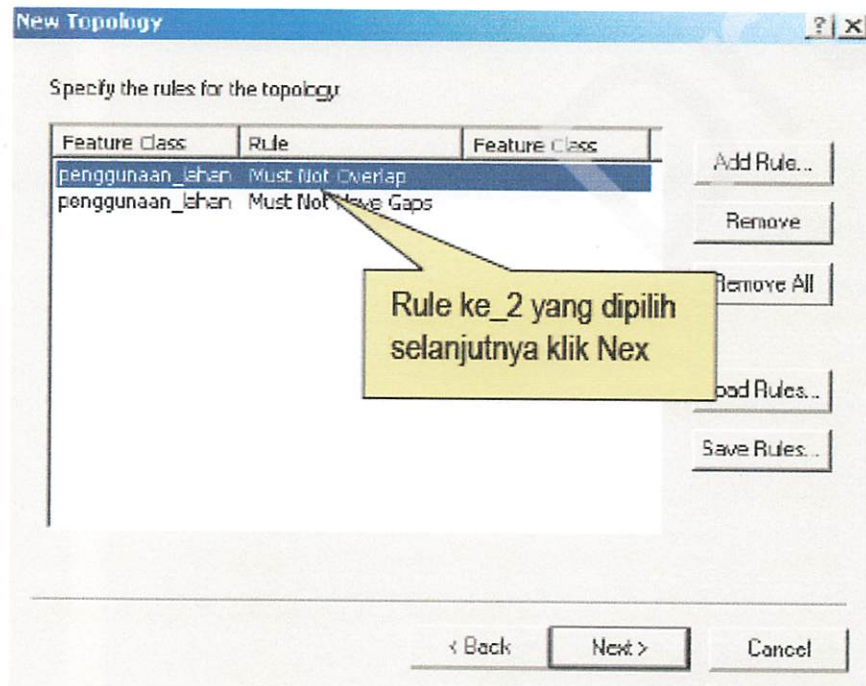 New Topology
Specify the rules for the topology:
Feature Class Rule Feature Class
penggunaan_lahan Must Not Overlap
penggunaan_lahan Must Not Have Gaps
Add Rule...
Remove
Remove All
Rule ke_2 yang dipilih
selanjutnya klik Nex
Load Rules...
Save Rules...
< Back Next > Cancel